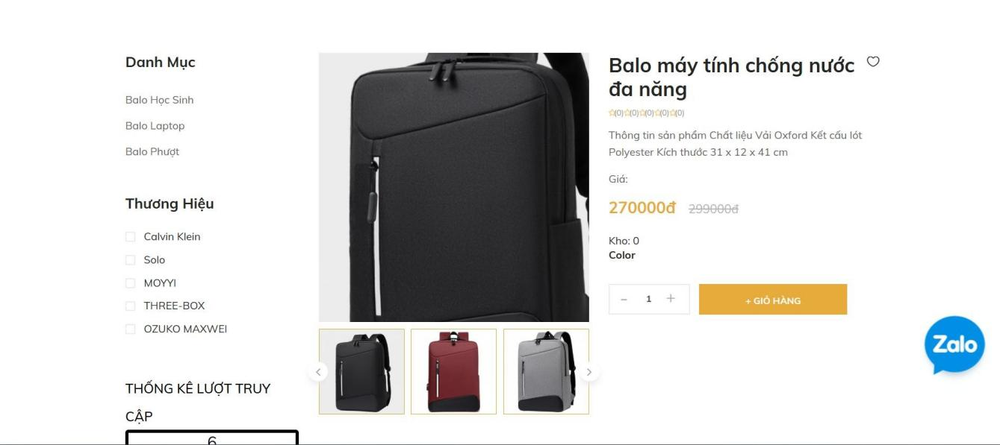 Danh Mục
Balo Học Sinh
Balo Laptop
Balo Phượt
Thương Hiệu
Calvin Klein
Solo
MOYYI
THREE-BOX
OZUKO MAXWEI
THỐNG KÊ LƯỢT TRUY
CẬP
6
Balo máy tính chống nước
đa năng
(0)(0)(0)(0)(0)
Thông tin sản phẩm Chất liệu Vải Oxford Kết cấu lót
Polyester Kích thước 31 x 12 x 41 cm
Giá:
270000đ 299000đ
Kho: 0
Color
- 1 +
+ GIỎ HÀNG
Zalo